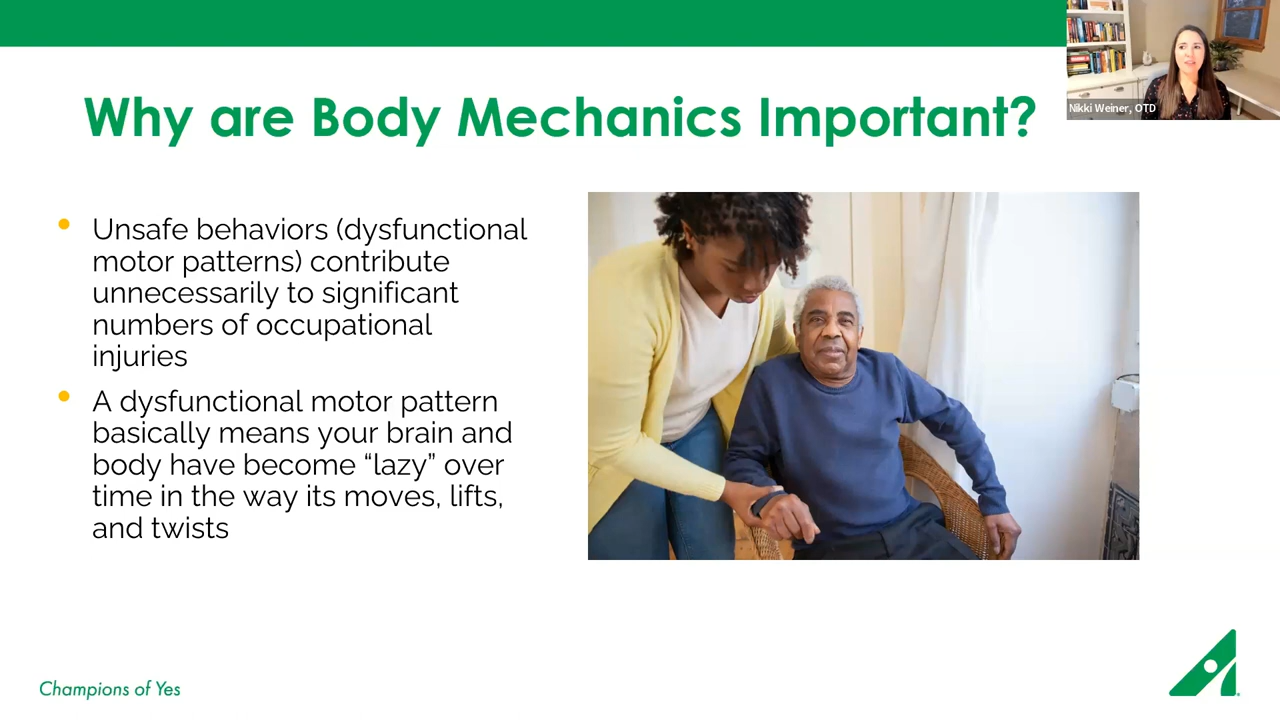 Nikki Weiner, OTD
Why are Body Mechanics Important?
• Unsafe behaviors (dysfunctional
motor patterns) contribute
unnecessarily to significant
numbers of occupational
injuries
• A dysfunctional motor pattern
basically means your brain and
body have become “lazy” over
time in the way its moves, lifts,
and twists
Champions of Yes